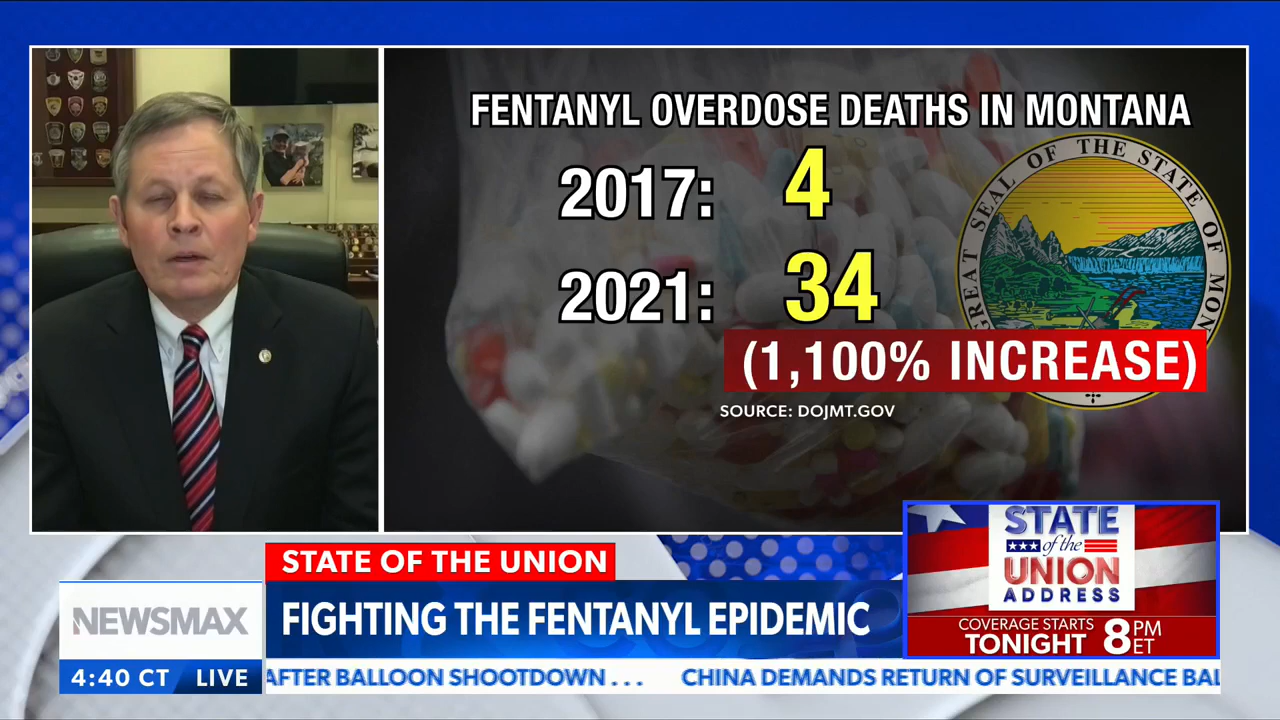 FENTANYL OVERDOSE DEATHS IN MONTANA
2017: 4
2021: 34
(1,100% INCREASE)
SOURCE: DOJMT.GOV
GREAT SEAL OF THE STATE OF MON
STATE OF THE UNION
FIGHTING THE FENTANYL EPIDEMIC
NEWSMAX
4:40 CT LIVE
AFTER BALLOON SHOOTDOWN . . . CHINA DEMANDS RETURN OF SURVEILLANCE BAL
STATE
of the
UNION
ADDRESS
COVERAGE STARTS
TONIGHT 8 PM ET